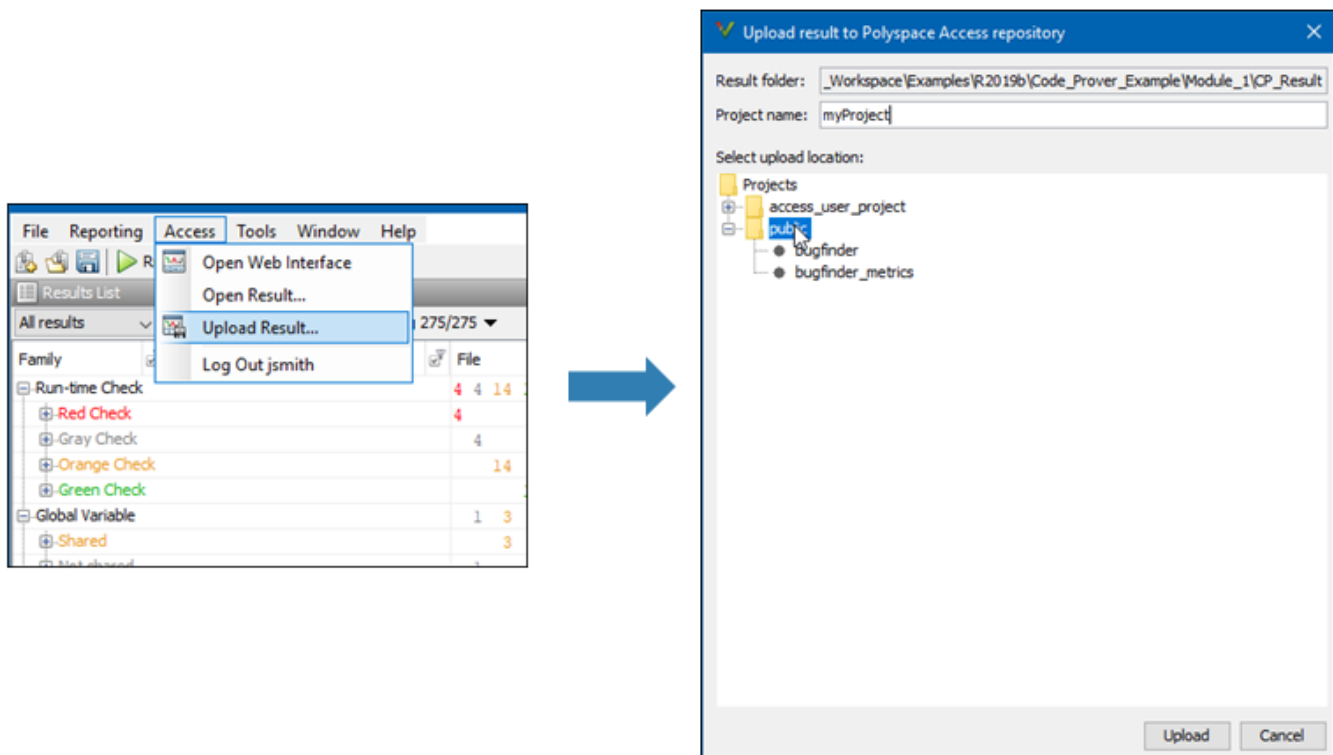 File Reporting Access Tools Window Help
Open Web Interface
Results List
Open Result...
All results
Upload Result...
275/275
Log Out jsmith
Family
File
Run-time Check 4 4 14
Red Check 4
Gray Check 4
Orange Check 14
Green Check
Global Variable 1 3
Shared 3
Not shared 1
Upload result to Polyspace Access repository
Result folder: _Workspace\Examples\R2019b\Code_Prover_Example\Module_1\CP_Result
Project name: myProject
Select upload location:
Projects
access_user_project
public
bugfinder
bugfinder_metrics
Upload Cancel